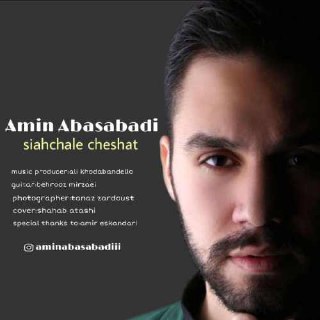 Amin Abasabadi
siahchale cheshat
music producer:ali khodabandello
guitar:behrooz mirzaei
photographer:tanaz zardoust
cover:shahab atashi
special thanks to:amir eskandari
aminabasabadiii